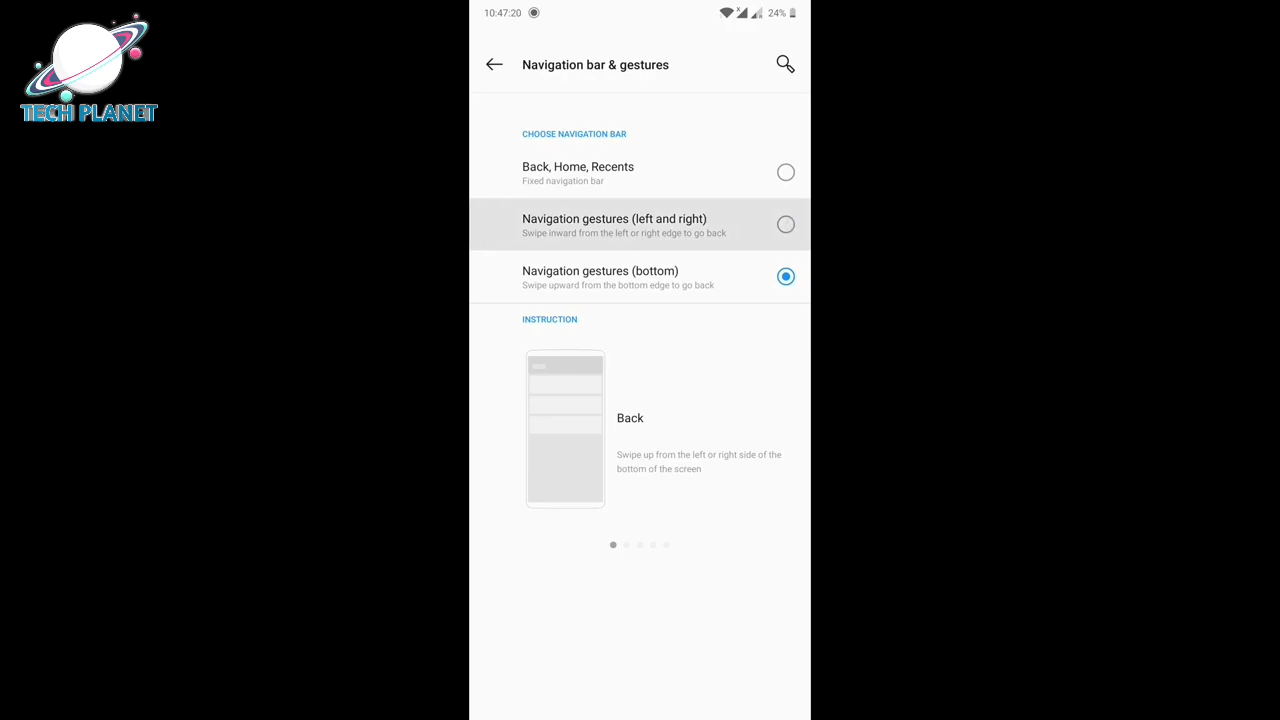 TECH PLANET
10:47:20
24%
Navigation bar & gestures
CHOOSE NAVIGATION BAR
Back, Home, Recents
Fixed navigation bar
Navigation gestures (left and right)
Swipe inward from the left or right edge to go back
Navigation gestures (bottom)
Swipe upward from the bottom edge to go back
INSTRUCTION
Back
Swipe up from the left or right side of the
bottom of the screen